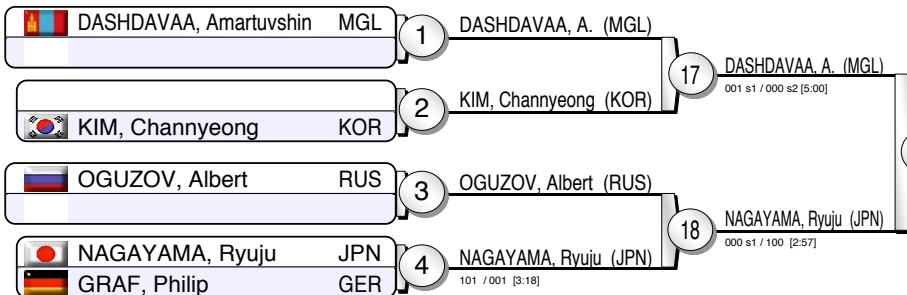 DASHDAVAA, Amartuvshin MGL
1
DASHDAVAA, A. (MGL)
17
DASHDAVAA, A. (MGL)
001 s1 / 000 s2 [5:00]
2
KIM, Channyeong (KOR)
KIM, Channyeong KOR
OGUZOV, Albert RUS
3
OGUZOV, Albert (RUS)
18
NAGAYAMA, Ryuju (JPN)
000 s1 / 100 [2:57]
NAGAYAMA, Ryuju JPN
4
NAGAYAMA, Ryuju (JPN)
101 / 001 [3:18]
GRAF, Philip GER